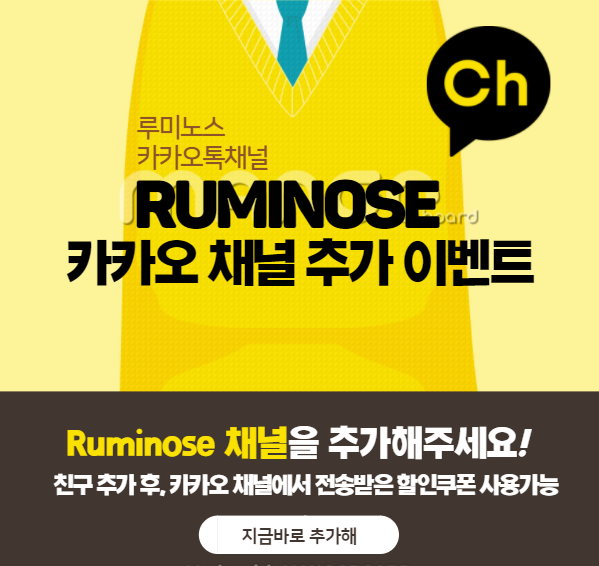 Ch
루미노스
카카오톡채널
RUMINOSE
카카오 채널 추가 이벤트
Ruminose 채널을 추가해주세요!
친구 추가 후, 카카오 채널에서 전송받은 할인쿠폰 사용가능
지금바로 추가해